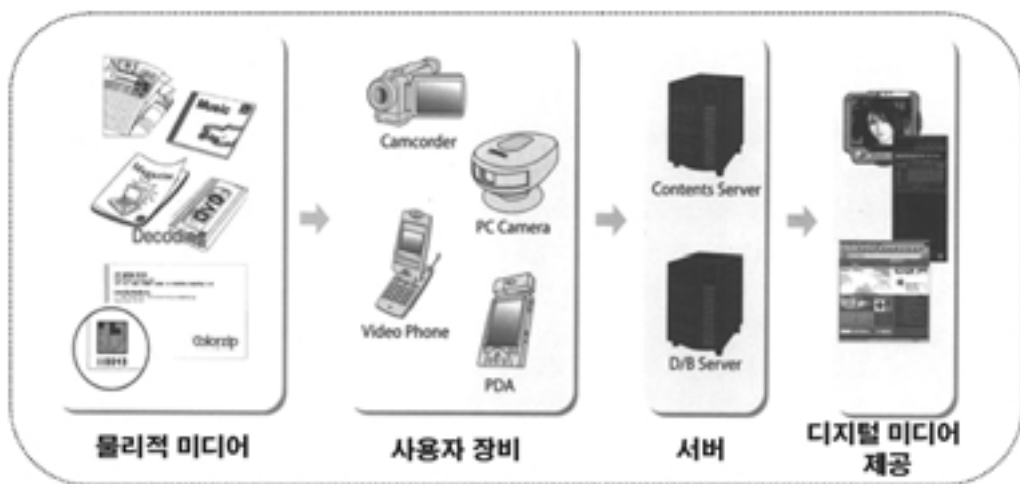 Music
DVD
Decoding
Colorzip
Camcorder
PC Camera
Video Phone
PDA
Contents Server
D/B Server
물리적 미디어
사용자 장비
서버
디지털 미디어
제공